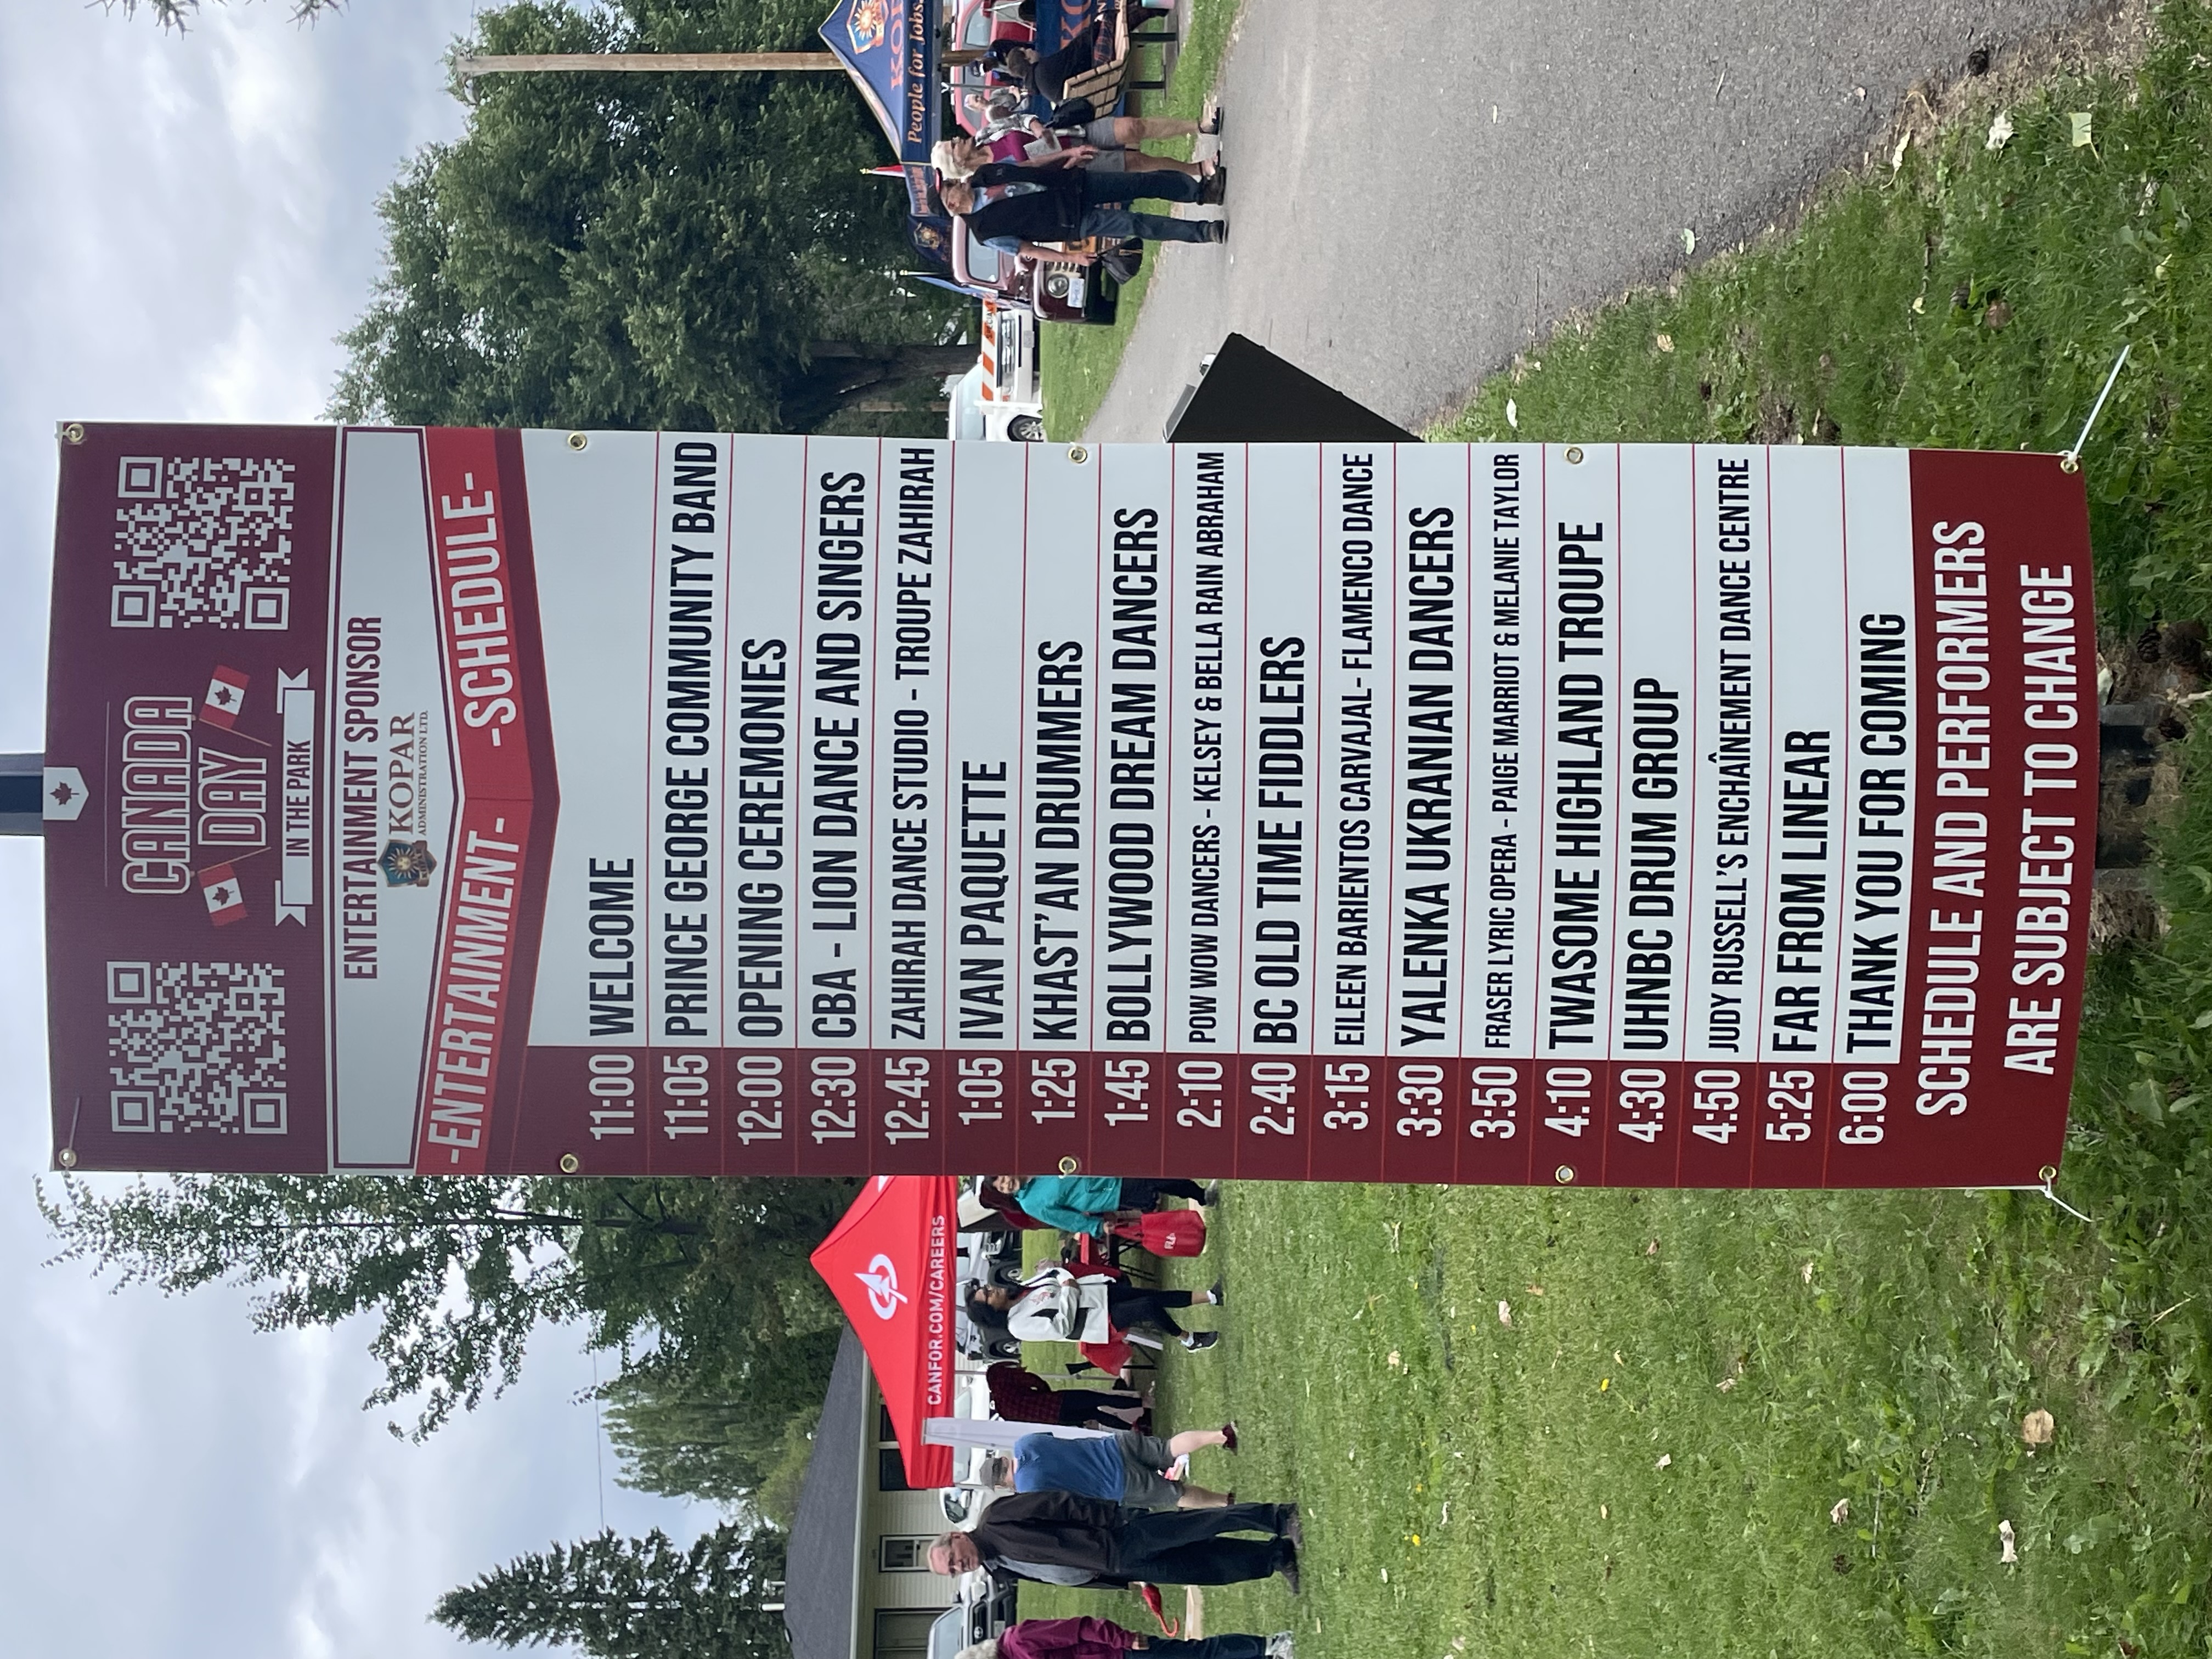 CANADA
DAY
IN THE PARK
ENTERTAINMENT SPONSOR
KOPAR
ADMINISTRATION LTD.
-ENTERTAINMENT- -SCHEDULE-
11:00 WELCOME
11:05 PRINCE GEORGE COMMUNITY BAND
12:00 OPENING CEREMONIES
12:30 CBA - LION DANCE AND SINGERS
12:45 ZAHIRAH DANCE STUDIO - TROUPE ZAHIRAH
1:05 IVAN PAQUETTE
1:25 KHAST'AN DRUMMERS
1:45 BOLLYWOOD DREAM DANCERS
2:10 POW WOW DANCERS - KELSEY & BELLA RAIN ABRAHAM
2:40 BC OLD TIME FIDDLERS
3:15 EILEEN BARIENTOS CARVAJAL- FLAMENCO DANCE
3:30 YALENKA UKRANIAN DANCERS
3:50 FRASER LYRIC OPERA - PAIGE MARRIOT & MELANIE TAYLOR
4:10 TWASOME HIGHLAND TROUPE
4:30 UHNBC DRUM GROUP
4:50 JUDY RUSSELL'S ENCHAÎNEMENT DANCE CENTRE
5:25 FAR FROM LINEAR
6:00 THANK YOU FOR COMING
SCHEDULE AND PERFORMERS
ARE SUBJECT TO CHANGE
CANFOR.COM/CAREERS
People for Jobs